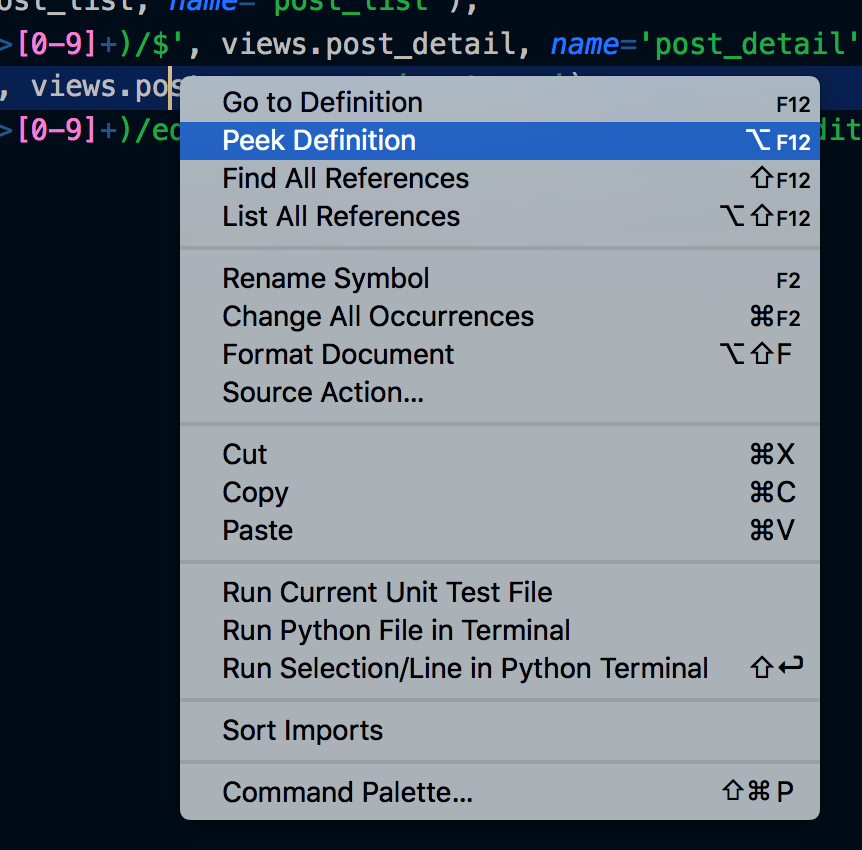 post_list, name='post_list'),
>[0-9]+)/$', views.post_detail, name='post_detail'
, views.pos
>[0-9]+)/ed dit
Go to Definition F12
Peek Definition ⌥F12
Find All References ⇧F12
List All References ⌥⇧F12
Rename Symbol F2
Change All Occurrences ⌘F2
Format Document ⌥⇧F
Source Action...
Cut ⌘X
Copy ⌘C
Paste ⌘V
Run Current Unit Test File
Run Python File in Terminal
Run Selection/Line in Python Terminal ⇧↩
Sort Imports
Command Palette... ⇧⌘P